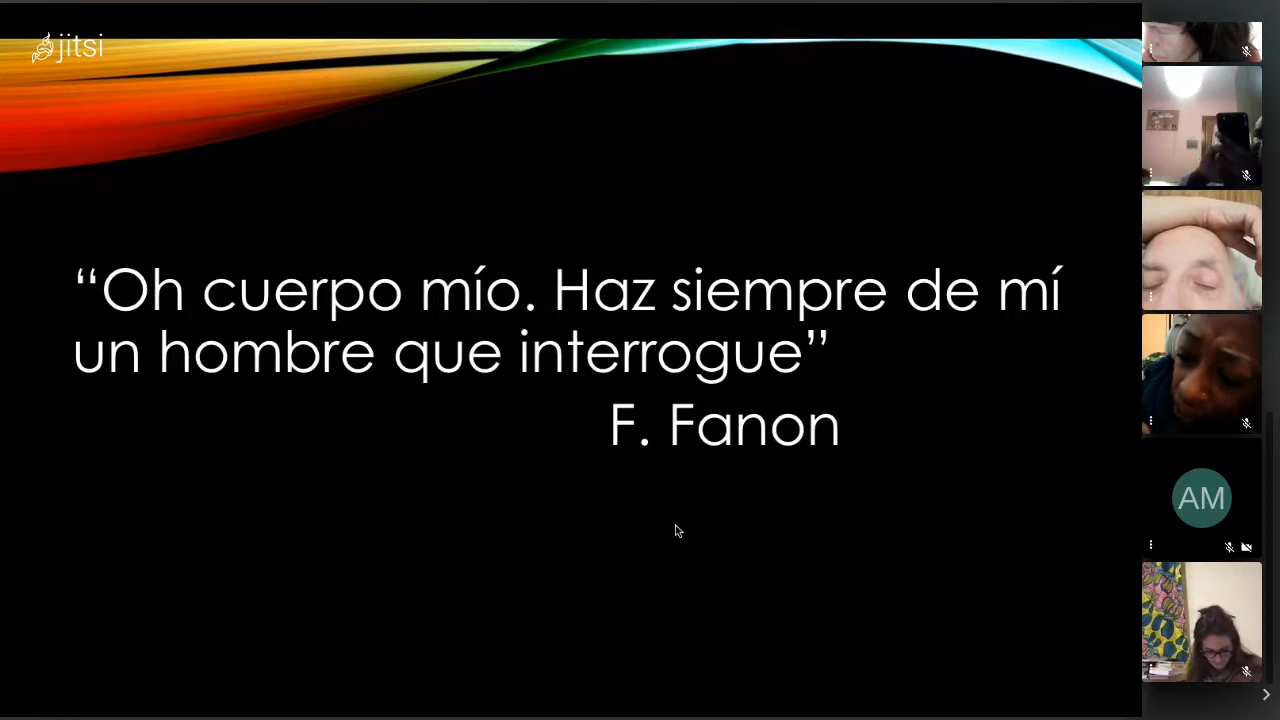 jitsi
“Oh cuerpo mío. Haz siempre de mí
un hombre que interrogue”
F. Fanon
AM